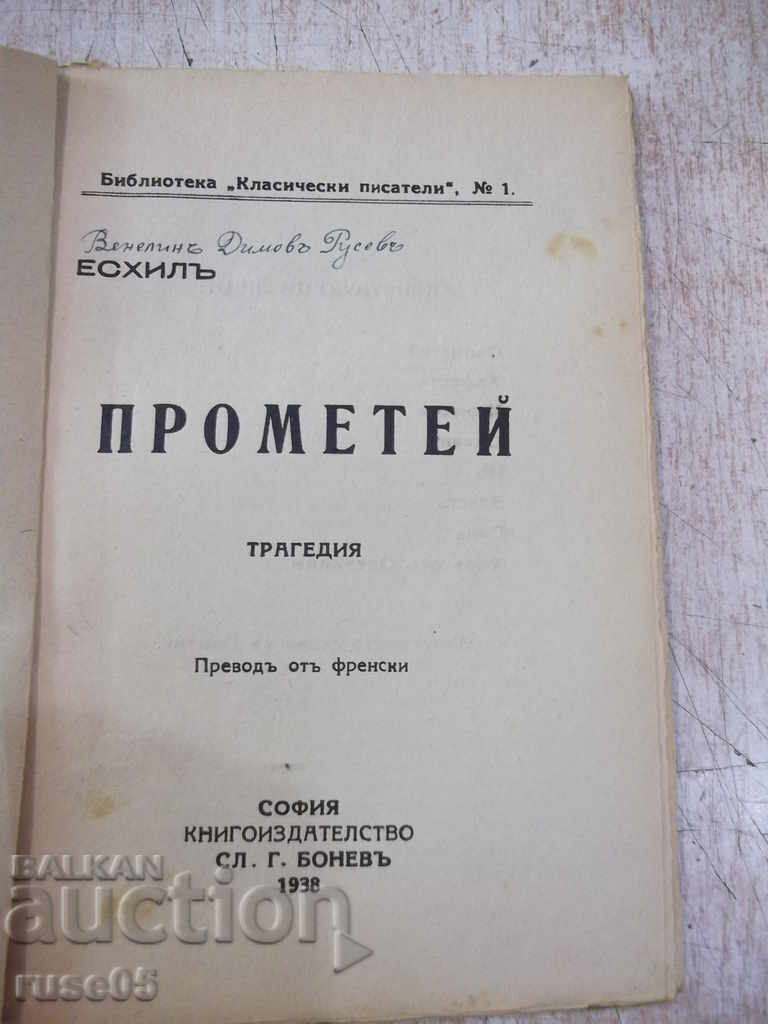 Библиотека „Класически писатели“, № 1.
Венелинъ Димовъ Русевъ
ЕСХИЛЪ
ПРОМЕТЕЙ
ТРАГЕДИЯ
Преводъ отъ френски
СОФИЯ
КНИГОИЗДАТЕЛСТВО
СЛ. Г. БОНЕВЪ
1938
BALKAN
auction
ruse05